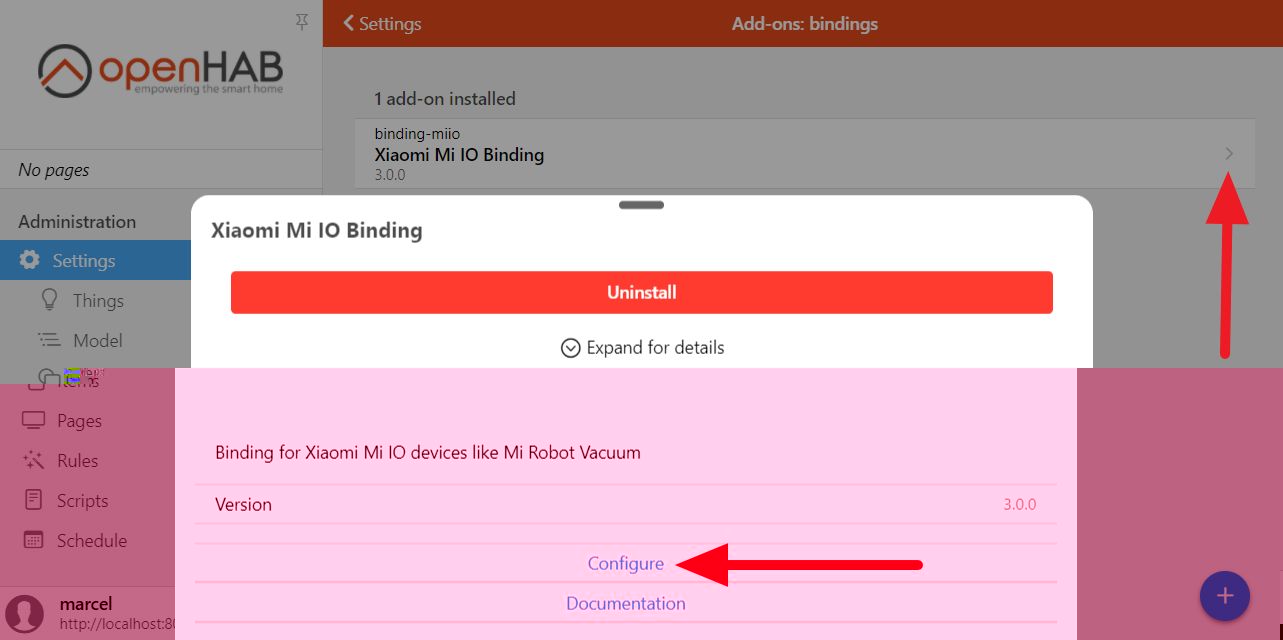 openHAB
empowering the smart home
No pages
Administration
Settings
Things
Model
Items
Pages
Rules
Scripts
Schedule
marcel
http://localhost:80
Settings
Add-ons: bindings
1 add-on installed
binding-miio
Xiaomi Mi IO Binding
3.0.0
Xiaomi Mi IO Binding
Uninstall
Expand for details
Binding for Xiaomi Mi IO devices like Mi Robot Vacuum
Version 3.0.0
Configure
Documentation